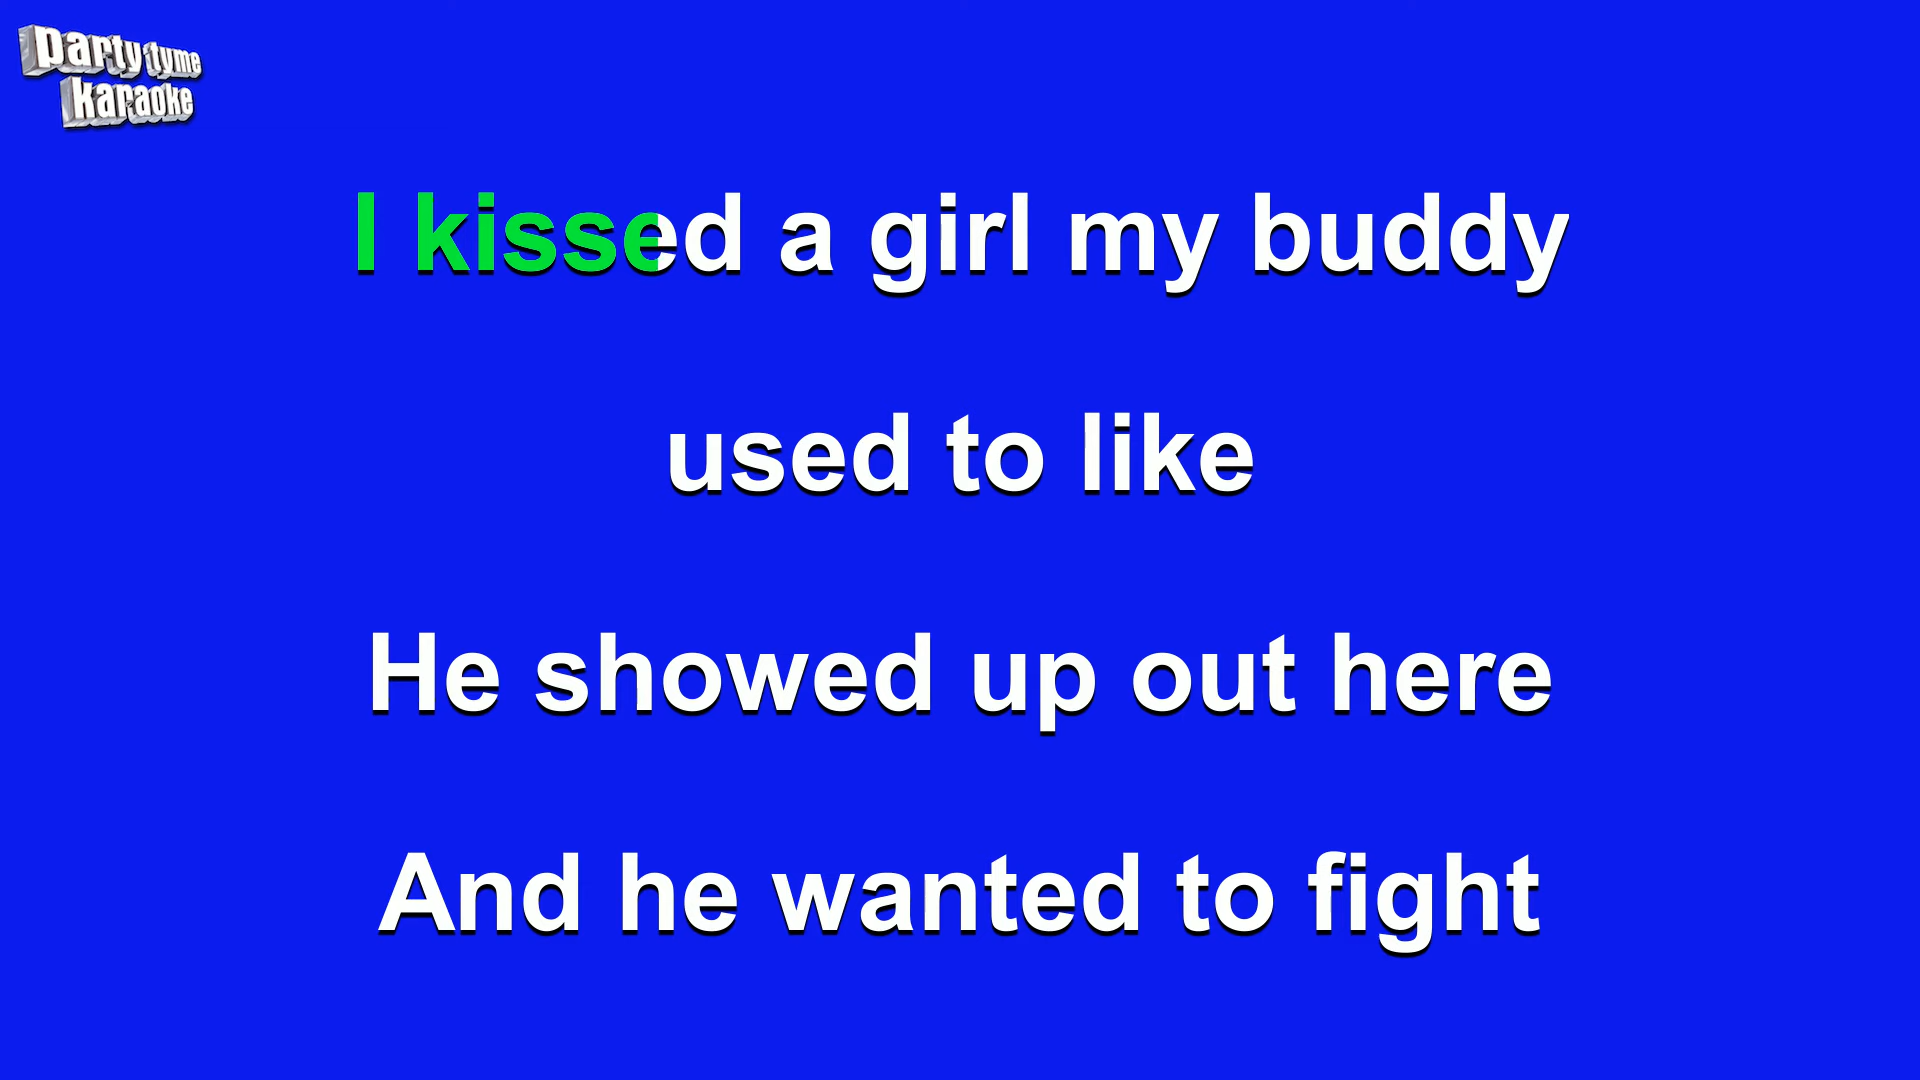 party tyme
karaoke
I kissed a girl my buddy
used to like
He showed up out here
And he wanted to fight